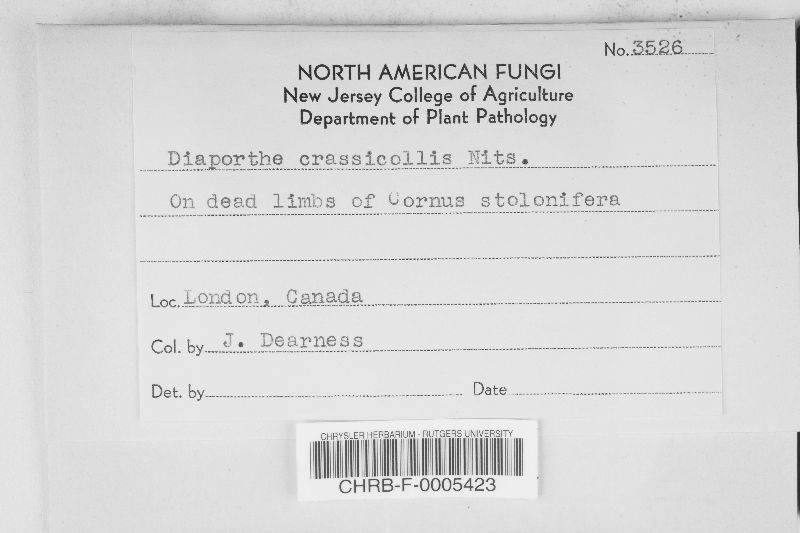 No. 3526
NORTH AMERICAN FUNGI
New Jersey College of Agriculture
Department of Plant Pathology
Diaporthe crassicollis Nits.
On dead limbs of Cornus stolonifera
Loc. London, Canada
Col. by J. Dearness
Det. by Date
CHRYSLER HERBARIUM - RUTGERS UNIVERSITY
CHRB-F-0005423